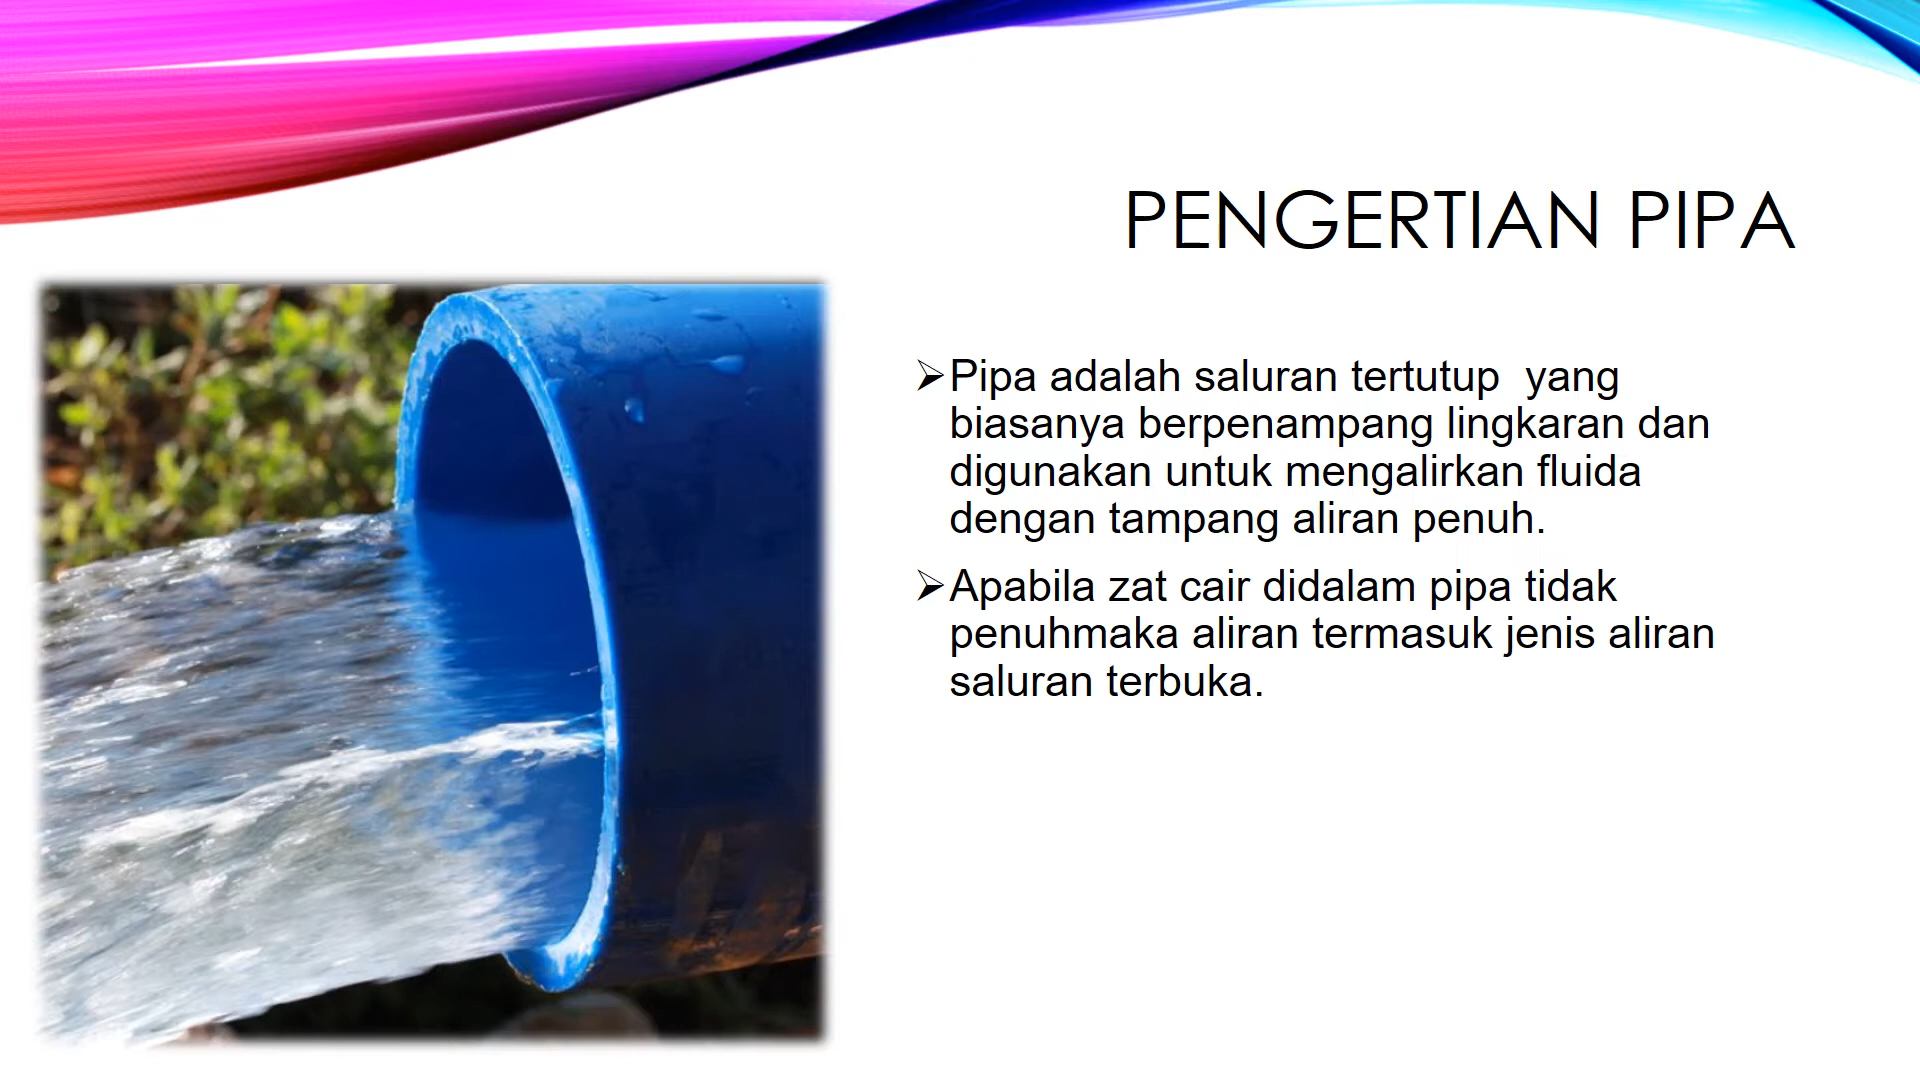 PENGERTIAN PIPA
➢Pipa adalah saluran tertutup  yang
biasanya berpenampang lingkaran dan
digunakan untuk mengalirkan fluida
dengan tampang aliran penuh.
➢Apabila zat cair didalam pipa tidak
penuhmaka aliran termasuk jenis aliran
saluran terbuka.